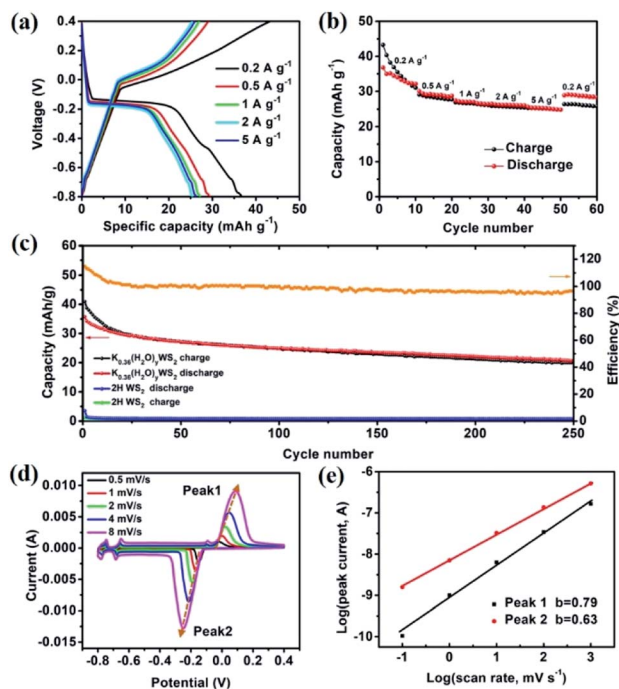 (a)
0.4
0.0
-0.4
-0.8
Voltage (V)
0.2 A g⁻¹
0.5 A g⁻¹
1 A g⁻¹
2 A g⁻¹
5 A g⁻¹
0 10 20 30 40 50
Specific capacity (mAh g⁻¹)
(b)
50
40
30
20
10
0
Capacity (mAh g⁻¹)
0.2 A g⁻¹
0.5 A g⁻¹
1 A g⁻¹
2 A g⁻¹
5 A g⁻¹
0.2 A g⁻¹
Charge
Discharge
0 10 20 30 40 50 60
Cycle number
(c)
60
50
40
30
20
10
0
Capacity (mAh/g)
K₀.₃₆(H₂O)ᵧWS₂ charge
K₀.₃₆(H₂O)ᵧWS₂ discharge
2H WS₂ discharge
2H WS₂ charge
120
100
80
60
40
20
0
Efficiency (%)
0 50 100 150 200 250
Cycle number
(d)
0.010
0.005
0.000
-0.005
-0.010
-0.015
Current (A)
0.5 mV/s
1 mV/s
2 mV/s
4 mV/s
8 mV/s
Peak1
Peak2
-0.8 -0.6 -0.4 -0.2 0.0 0.2 0.4
Potential (V)
(e)
-6
-7
-8
-9
-10
Log(peak current, A)
Peak 1 b=0.79
Peak 2 b=0.63
-1 0 1 2 3
Log(scan rate, mV s⁻¹)